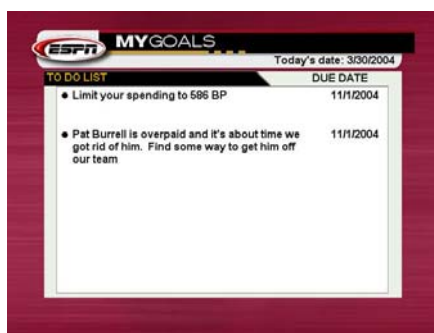 ESPN
MYGOALS
Today's date: 3/30/2004
TO DO LIST DUE DATE
● Limit your spending to 586 BP 11/1/2004
● Pat Burrell is overpaid and it's about time we 11/1/2004
got rid of him. Find some way to get him off
our team